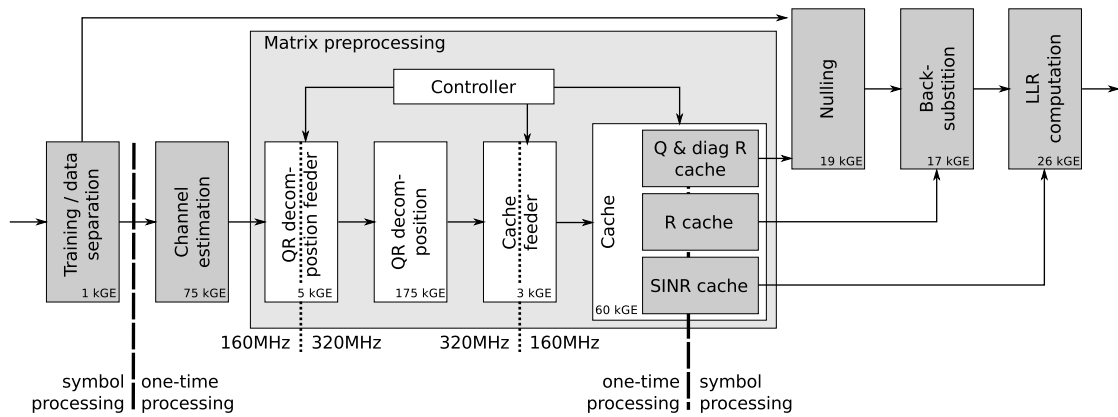 Matrix preprocessing
Controller
Training / data
separation
1 kGE
Channel
estimation
75 kGE
QR decom-
postion feeder
5 kGE
QR decom-
position
175 kGE
Cache
feeder
3 kGE
Cache
60 kGE
Q & diag R
cache
R cache
SINR cache
Nulling
19 kGE
Back-
substition
17 kGE
LLR
computation
26 kGE
160MHz
320MHz
320MHz
160MHz
symbol
processing
one-time
processing
one-time
processing
symbol
processing